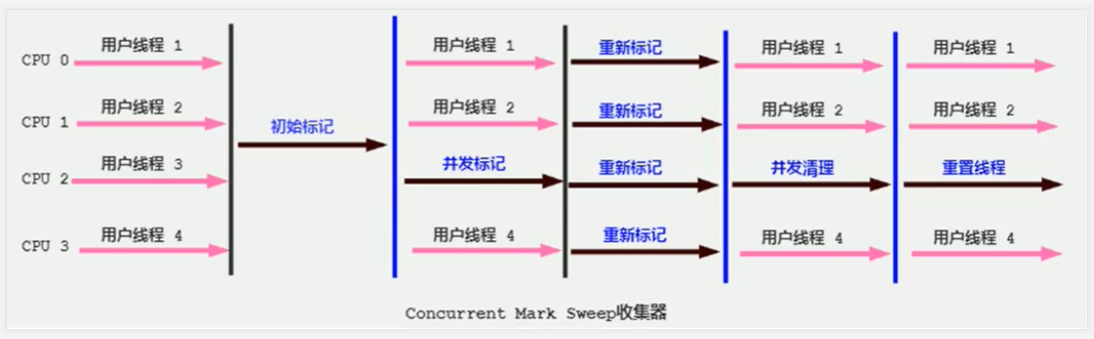 CPU 0 用户线程 1 用户线程 1 重新标记 用户线程 1 用户线程 1
CPU 1 用户线程 2 初始标记 用户线程 2 重新标记 用户线程 2 用户线程 2
CPU 2 用户线程 3 并发标记 重新标记 并发清理 重置线程
CPU 3 用户线程 4 用户线程 4 重新标记 用户线程 4 用户线程 4
Concurrent Mark Sweep收集器